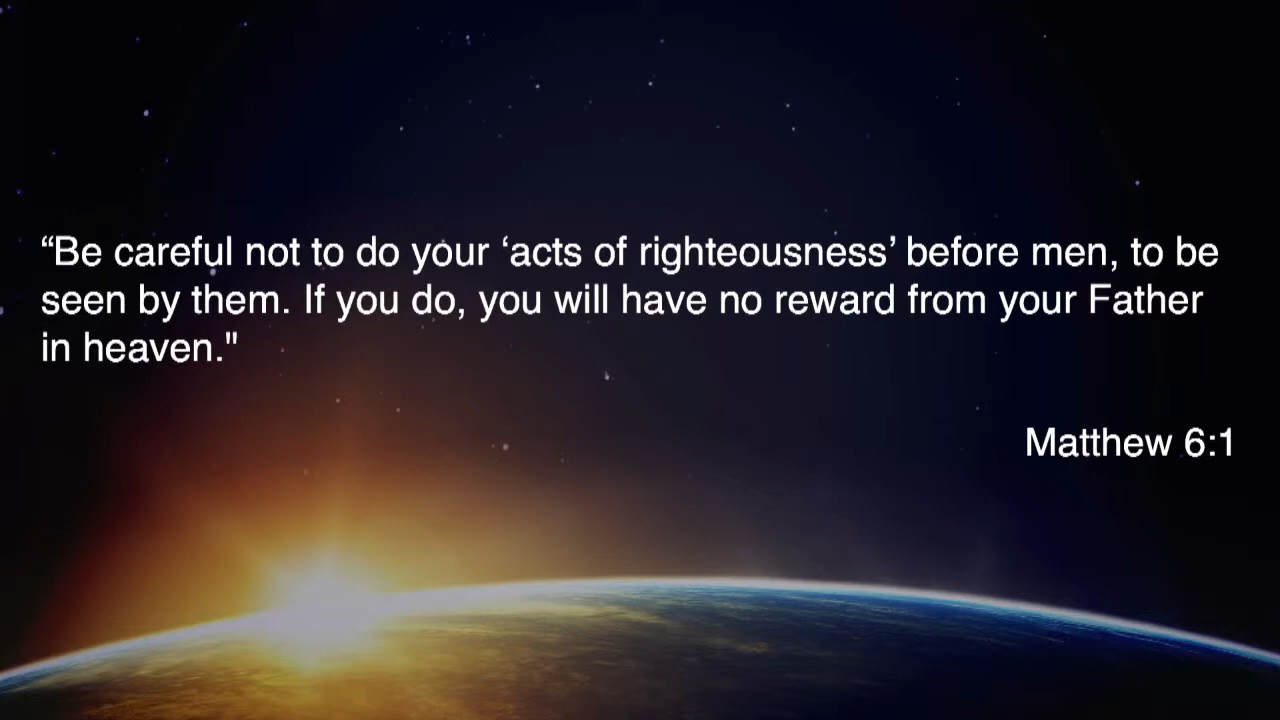 “Be careful not to do your ‘acts of righteousness’ before men, to be
seen by them. If you do, you will have no reward from your Father
in heaven."
Matthew 6:1